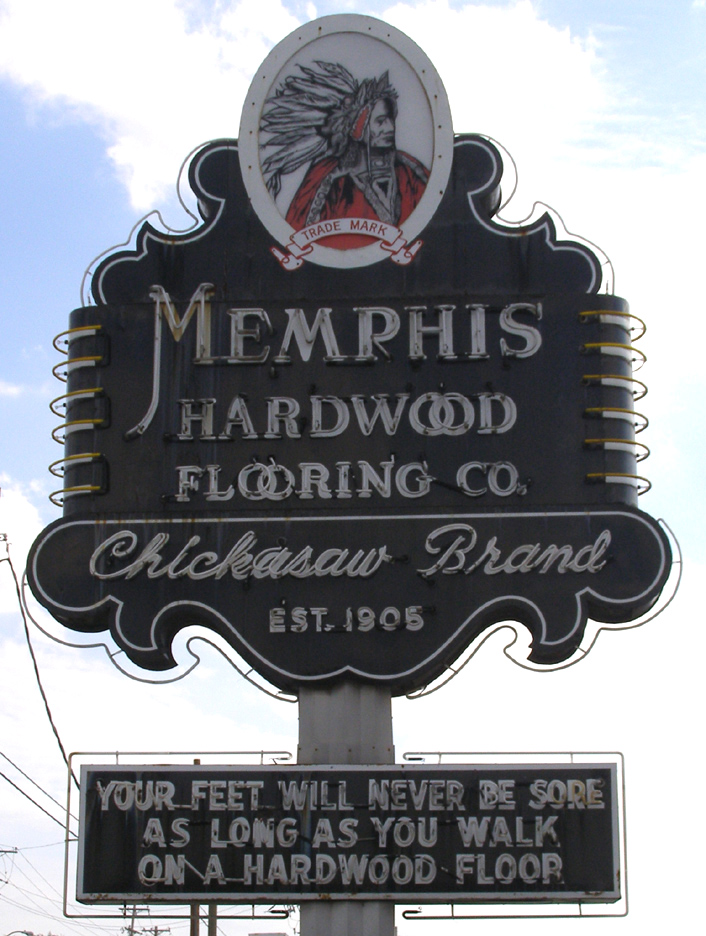 TRADE MARK
MEMPHIS
HARDWOOD
FLOORING CO.
Chickasaw Brand
EST. 1905
YOUR FEET WILL NEVER BE SORE
AS LONG AS YOU WALK
ON A HARDWOOD FLOOR